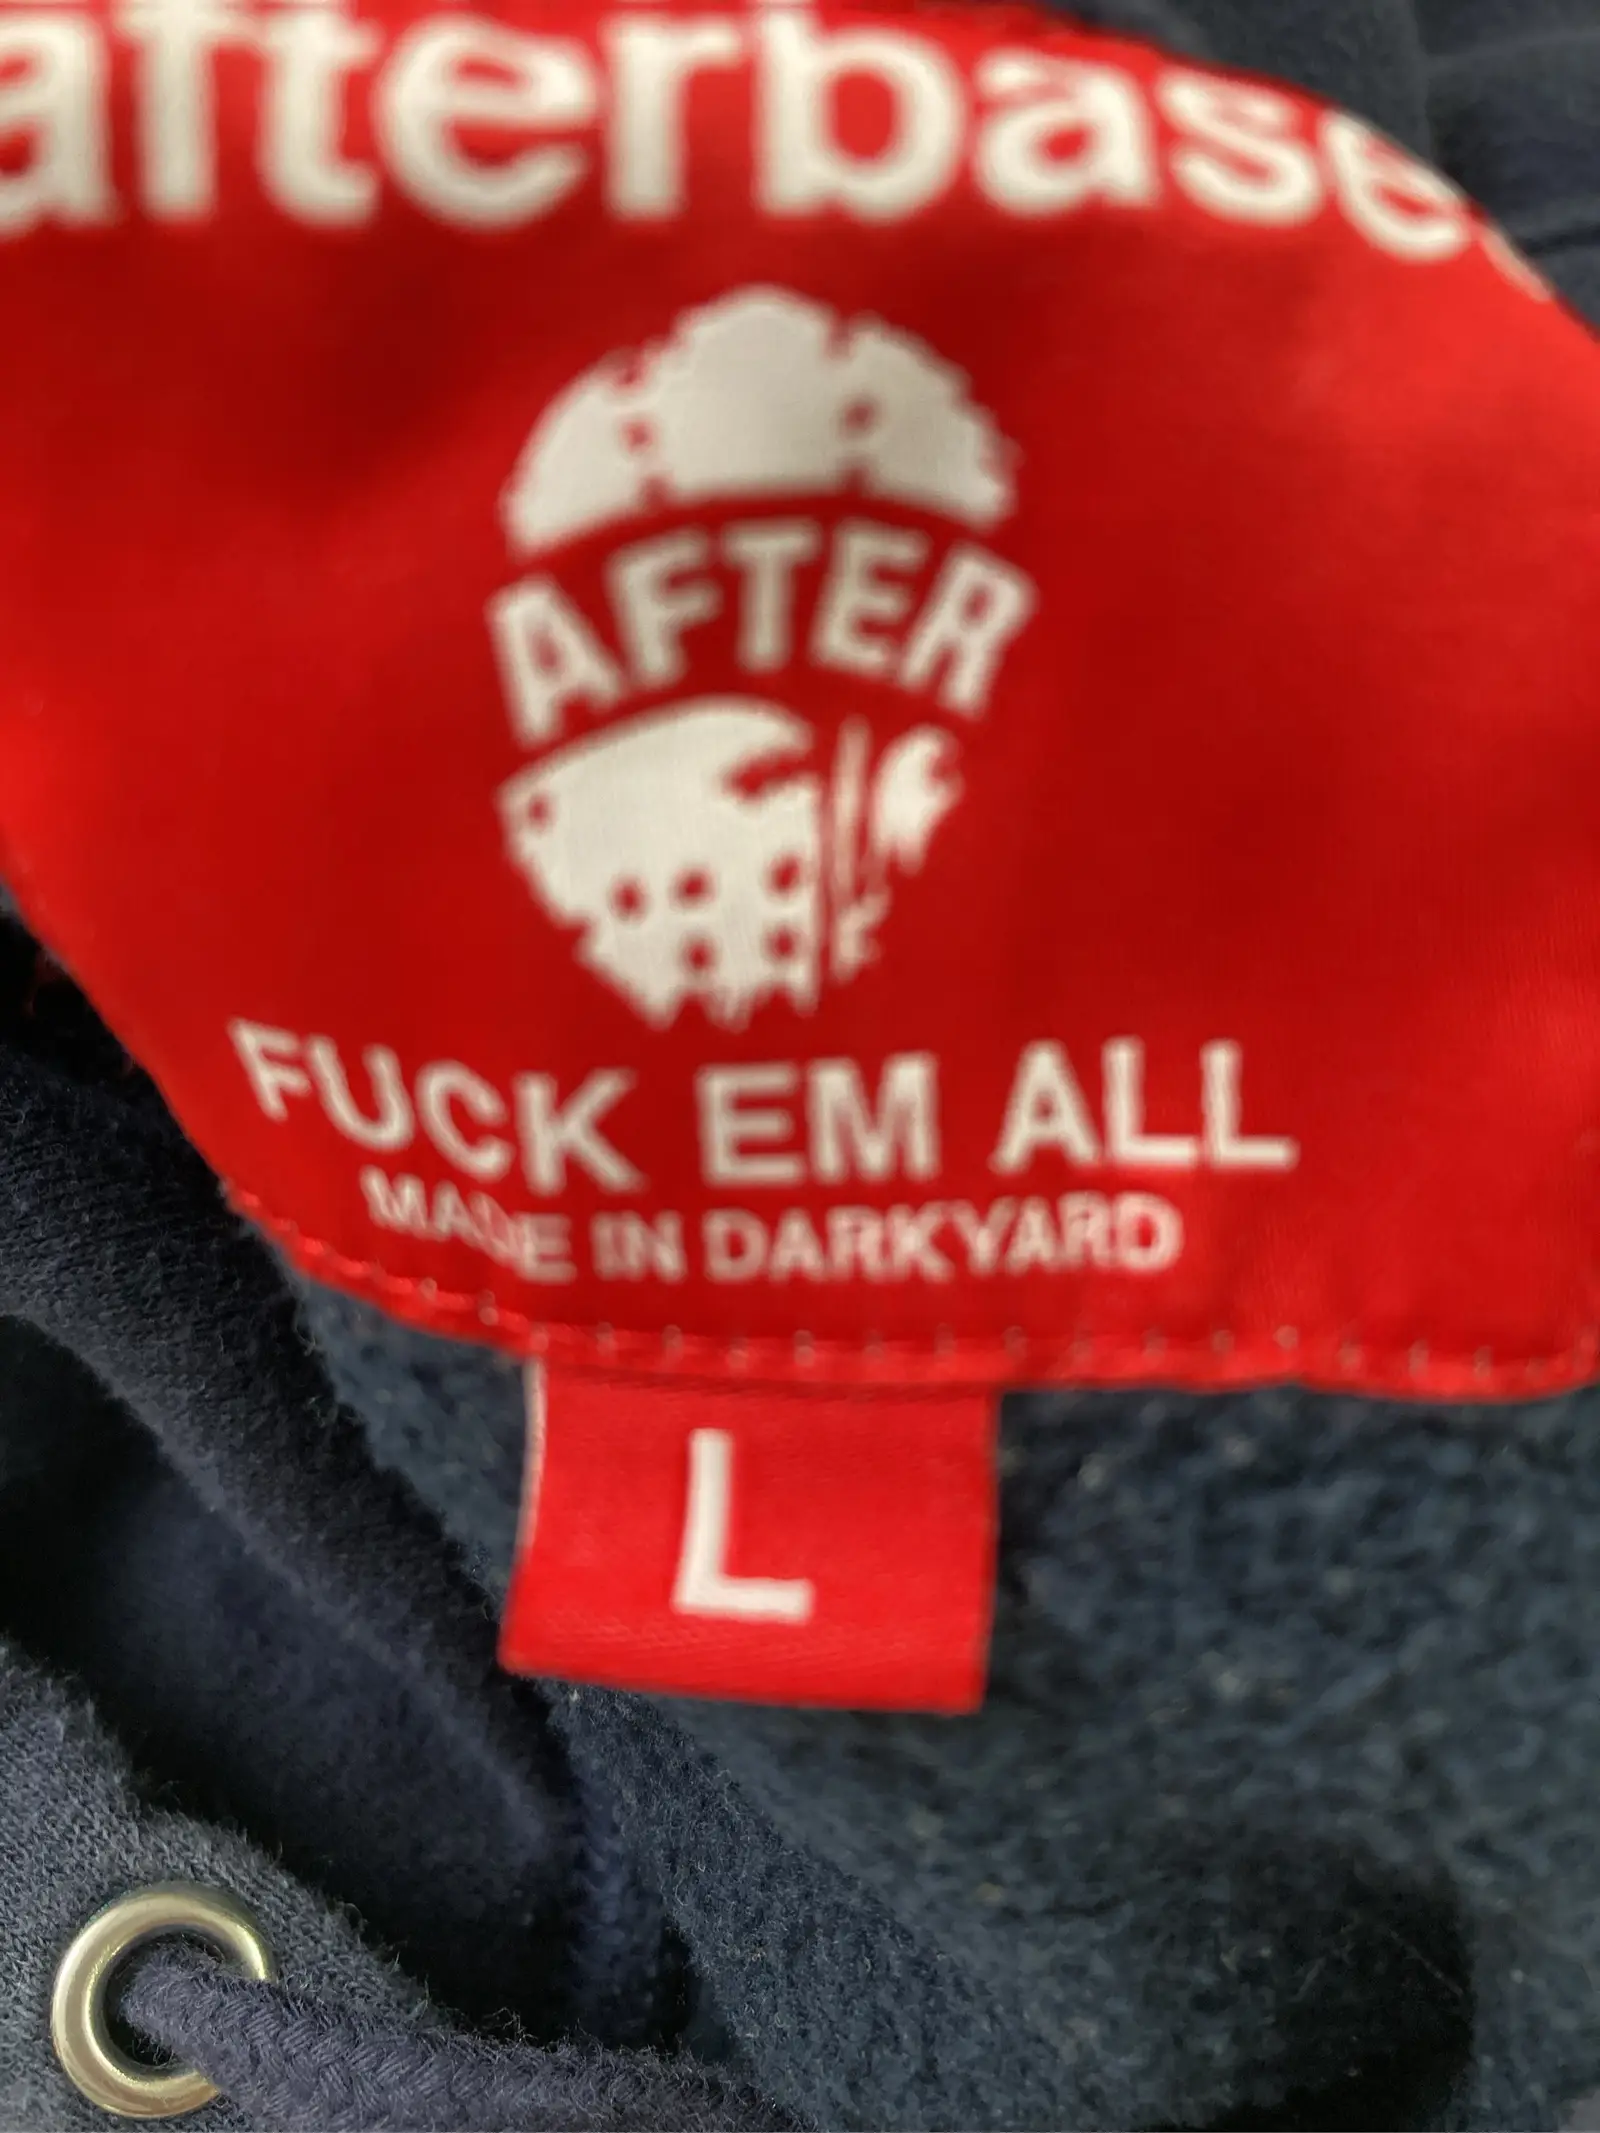 afterbase
AFTER
FUCK EM ALL
MADE IN DARKYARD
L